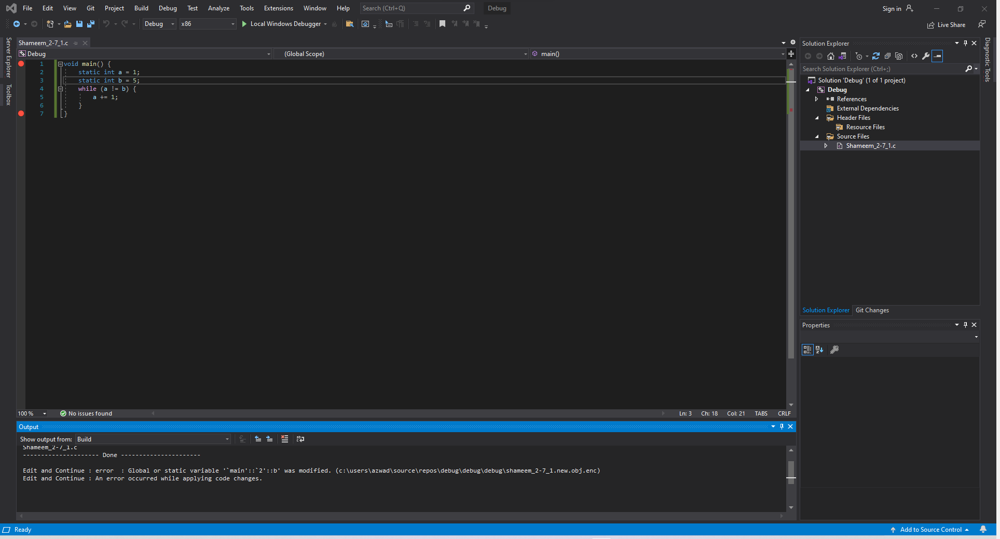 File Edit View Git Project Build Debug Test Analyze Tools Extensions Window Help Search (Ctrl+Q) Debug Sign in
Debug x86 Local Windows Debugger Live Share
Server Explorer
Toolbox
Shameem_2-7_1.c
Debug (Global Scope) main()
1 void main() {
2 static int a = 1;
3 static int b = 5;
4 while (a != b) {
5 a += 1;
6 }
7 }
100 % No issues found Ln: 3 Ch: 18 Col: 21 TABS CRLF
Output
Show output from: Build
Shameem_2-7_1.c
--------------------- Done ----------------------
Edit and Continue : error  : Global or static variable '`main'::`2'::b' was modified. (c:\users\azwad\source\repos\debug\debug\debug\shameem_2-7_1.new.obj.enc)
Edit and Continue : An error occurred while applying code changes.
Solution Explorer
Search Solution Explorer (Ctrl+;)
Solution 'Debug' (1 of 1 project)
Debug
References
External Dependencies
Header Files
Resource Files
Source Files
Shameem_2-7_1.c
Solution Explorer Git Changes
Properties
Diagnostic Tools
Ready Add to Source Control